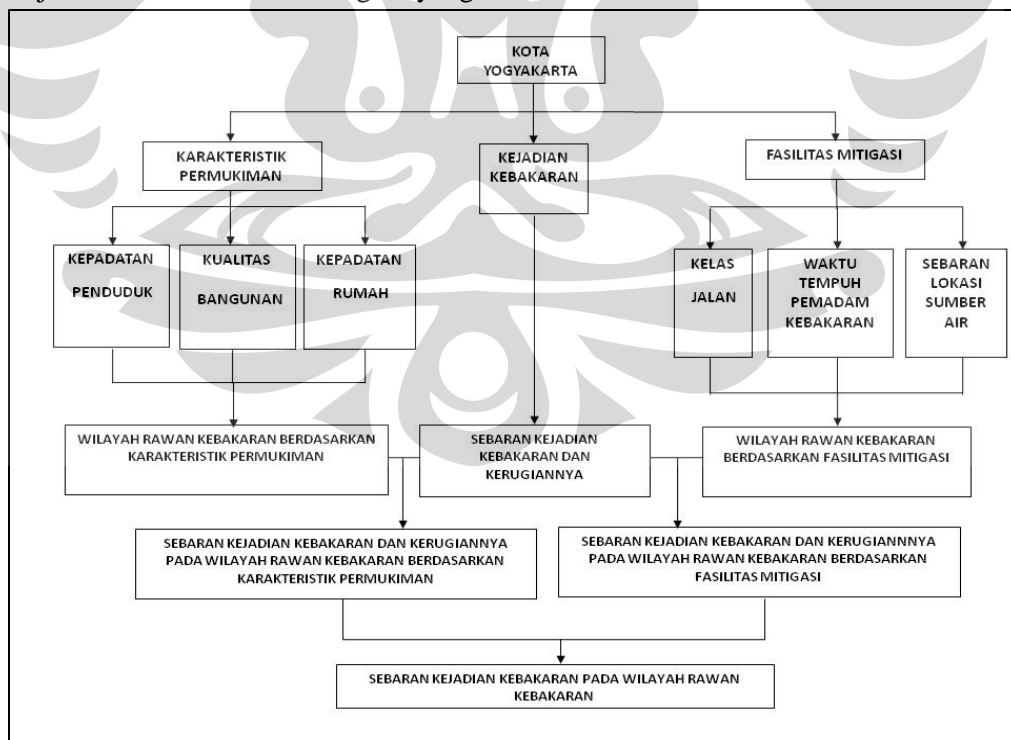 KOTA
YOGYAKARTA
KARAKTERISTIK
PERMUKIMAN
KEJADIAN
KEBAKARAN
FASILITAS MITIGASI
KEPADATAN
PENDUDUK
KUALITAS
BANGUNAN
KEPADATAN
RUMAH
KELAS
JALAN
WAKTU
TEMPUH
PEMADAM
KEBAKARAN
SEBARAN
LOKASI
SUMBER
AIR
WILAYAH RAWAN KEBAKARAN BERDASARKAN
KARAKTERISTIK PERMUKIMAN
SEBARAN KEJADIAN
KEBAKARAN DAN
KERUGIANNYA
WILAYAH RAWAN KEBAKARAN
BERDASARKAN FASILITAS MITIGASI
SEBARAN KEJADIAN KEBAKARAN DAN KERUGIANNYA
PADA WILAYAH RAWAN KEBAKARAN BERDASARKAN
KARAKTERISTIK PERMUKIMAN
SEBARAN KEJADIAN KEBAKARAN DAN KERUGIANNNYA
PADA WILAYAH RAWAN KEBAKARAN BERDASARKAN
FASILITAS MITIGASI
SEBARAN KEJADIAN KEBAKARAN PADA WILAYAH RAWAN
KEBAKARAN